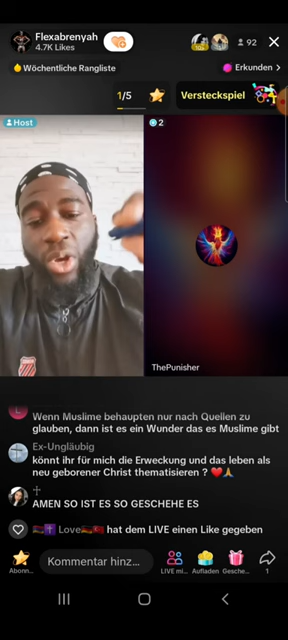 Flexabrenyah
4.7K Likes
92
Wöchentliche Rangliste
Erkunden >
1/5
Versteckspiel
Host
2
ThePunisher
L
Wenn Muslime behaupten nur nach Quellen zu
glauben, dann ist es ein Wunder das es Muslime gibt
Ex-Ungläubig
könnt ihr für mich die Erweckung und das leben als
neu geborener Christ thematisieren ? ❤️🙏
AMEN SO IST ES SO GESCHEHE ES
Love hat dem LIVE einen Like gegeben
Kommentar hinz...
Abonn...
LIVE mi...
Aufladen
Gesche...
1